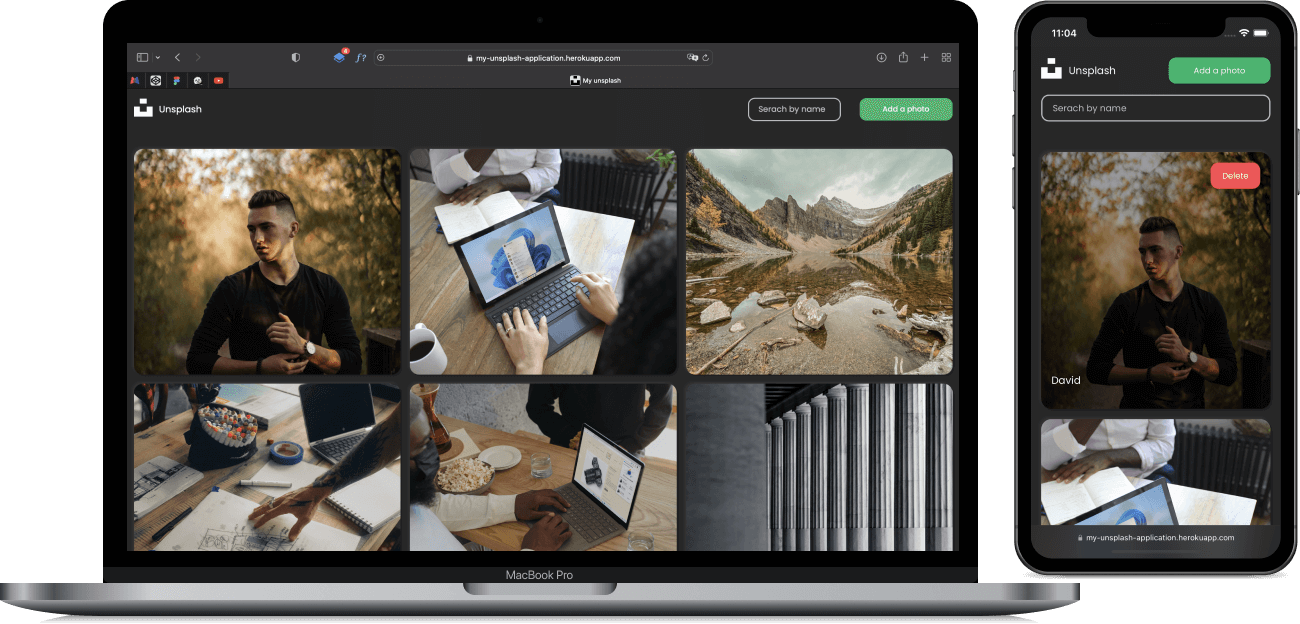 my-unsplash-application.herokuapp.com
My unsplash
Unsplash
Serach by name
Add a photo
MacBook Pro
11:04
Unsplash
Add a photo
Serach by name
Delete
David
my-unsplash-application.herokuapp.com